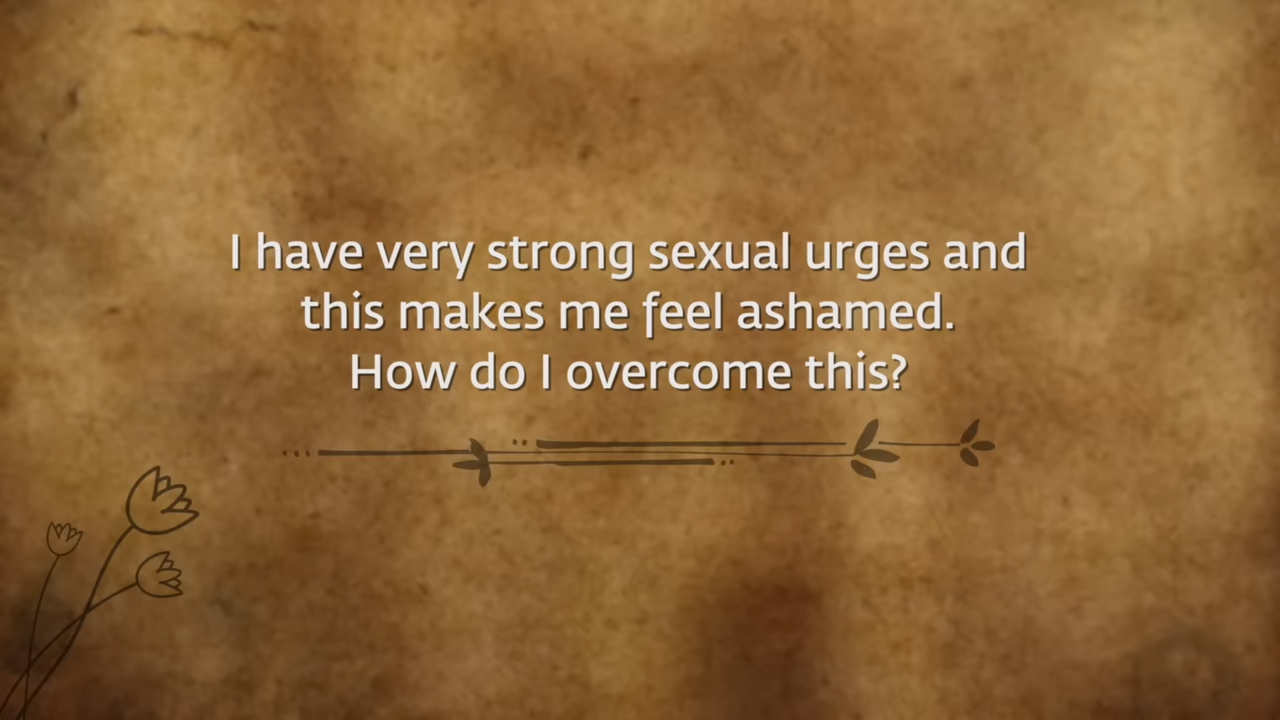 I have very strong sexual urges and
this makes me feel ashamed.
How do I overcome this?